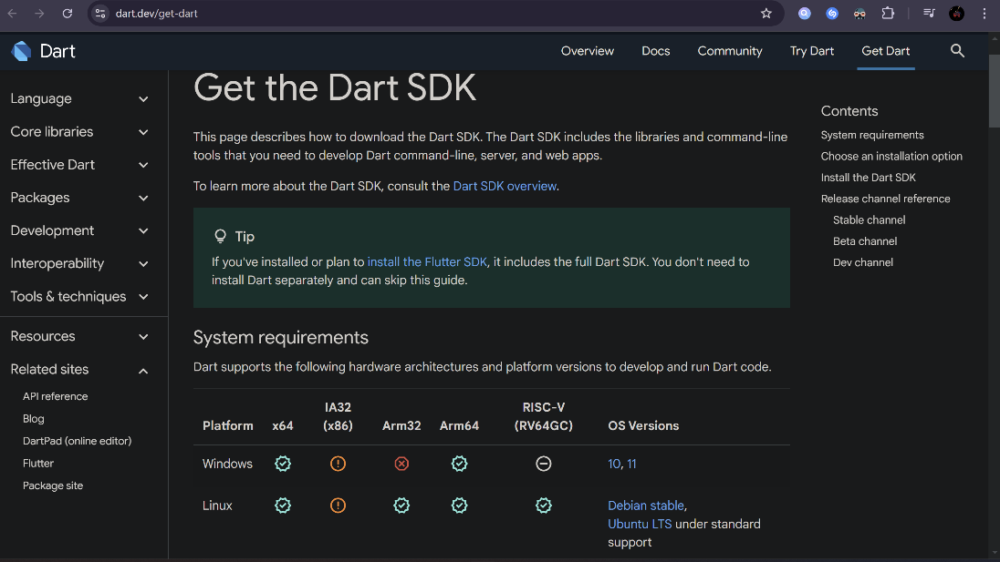 dart.dev/get-dart
Dart
Overview
Docs
Community
Try Dart
Get Dart
Language
Core libraries
Effective Dart
Packages
Development
Interoperability
Tools & techniques
Resources
Related sites
API reference
Blog
DartPad (online editor)
Flutter
Package site
Get the Dart SDK
This page describes how to download the Dart SDK. The Dart SDK includes the libraries and command-line
tools that you need to develop Dart command-line, server, and web apps.
To learn more about the Dart SDK, consult the Dart SDK overview.
Tip
If you've installed or plan to install the Flutter SDK, it includes the full Dart SDK. You don't need to
install Dart separately and can skip this guide.
System requirements
Dart supports the following hardware architectures and platform versions to develop and run Dart code.
Platform x64 IA32 (x86) Arm32 Arm64 RISC-V (RV64GC) OS Versions
Windows 10, 11
Linux Debian stable,
Ubuntu LTS under standard
support
Contents
System requirements
Choose an installation option
Install the Dart SDK
Release channel reference
Stable channel
Beta channel
Dev channel